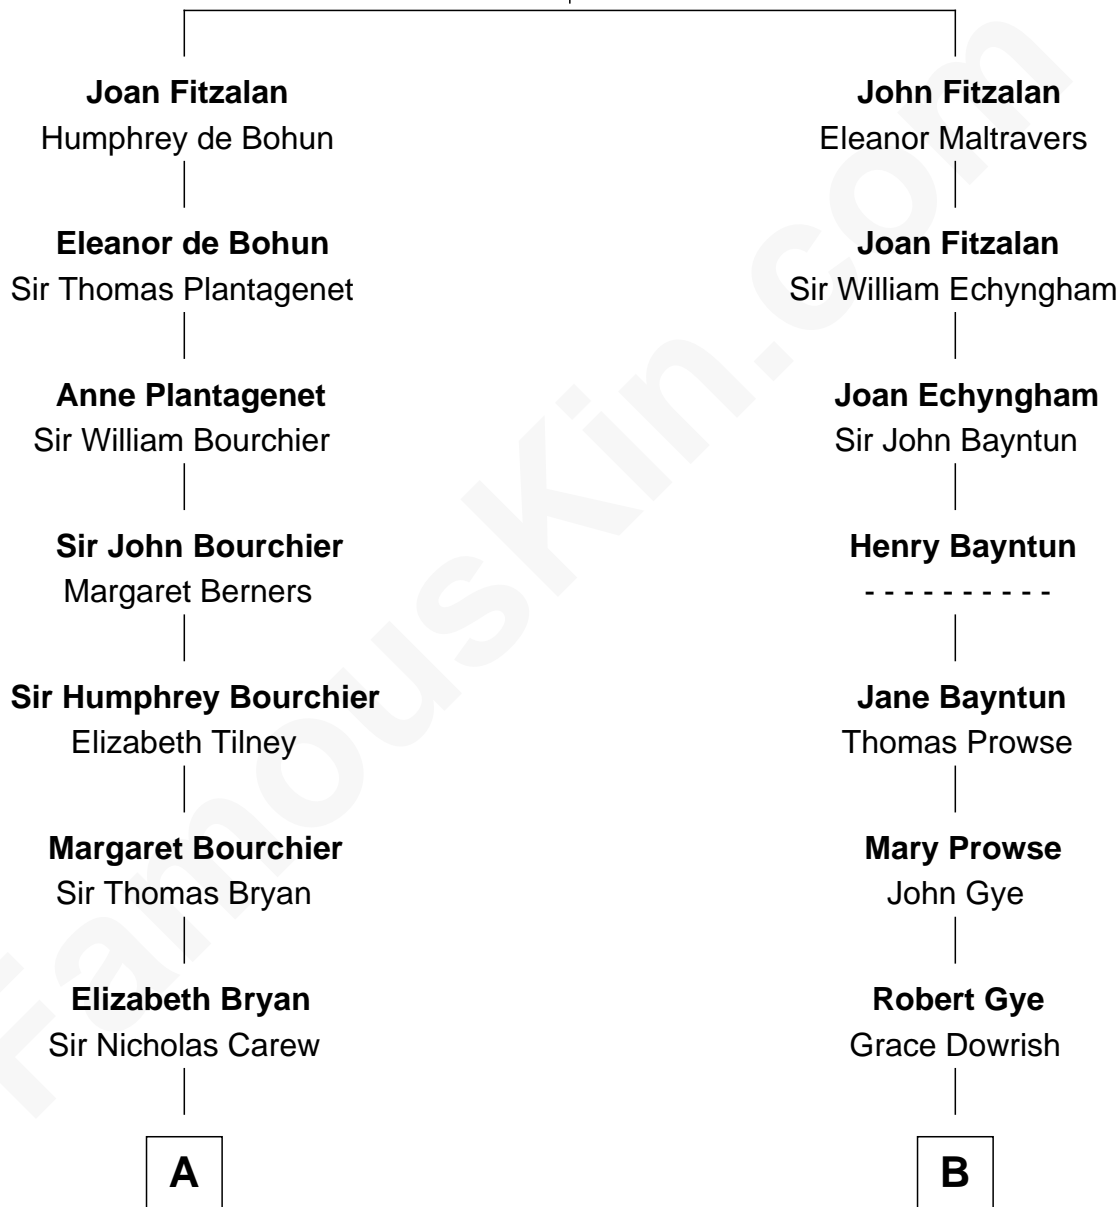 Joan Fitzalan
Humphrey de Bohun
Eleanor de Bohun
Sir Thomas Plantagenet
Anne Plantagenet
Sir William Bourchier
Sir John Bourchier
Margaret Berners
Sir Humphrey Bourchier
Elizabeth Tilney
Margaret Bourchier
Sir Thomas Bryan
Elizabeth Bryan
Sir Nicholas Carew
A
John Fitzalan
Eleanor Maltravers
Joan Fitzalan
Sir William Echyngham
Joan Echyngham
Sir John Bayntun
Henry Bayntun
- - - - - - - - - -
Jane Bayntun
Thomas Prowse
Mary Prowse
John Gye
Robert Gye
Grace Dowrish
B
FamousKin.com